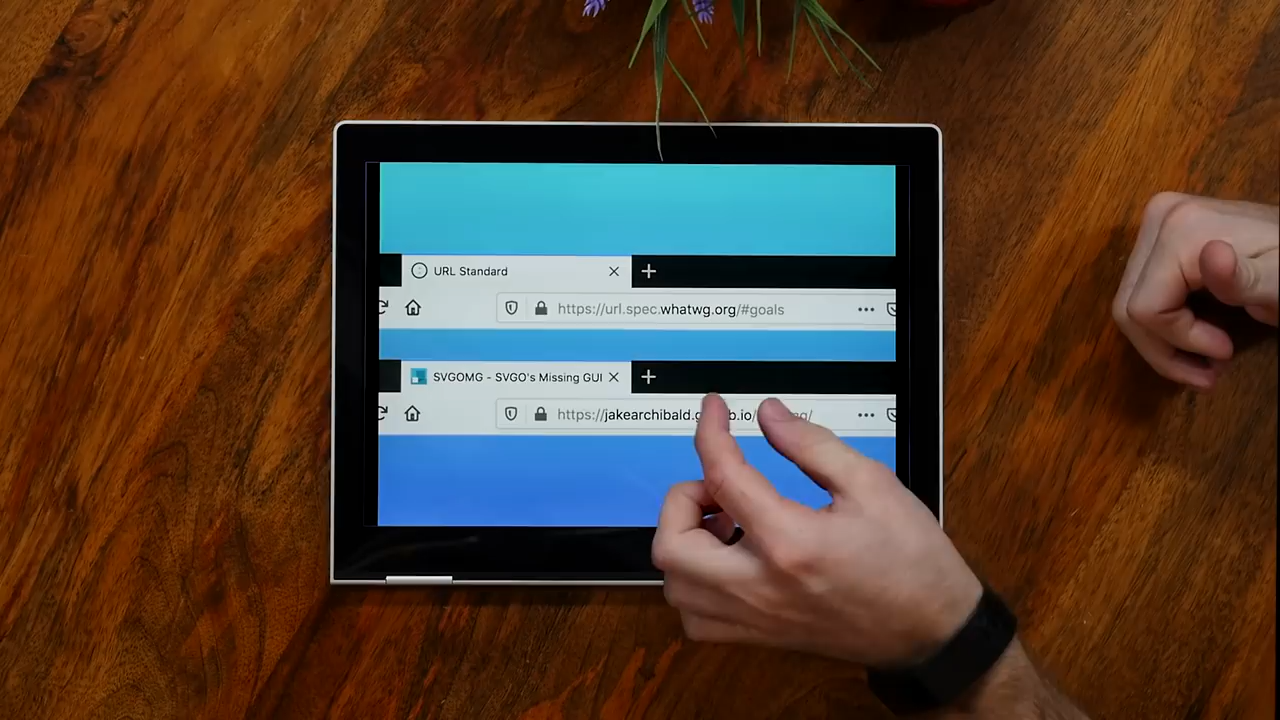 URL Standard
https://url.spec.whatwg.org/#goals
SVGOMG - SVGO's Missing GUI
https://jakearchibald.g